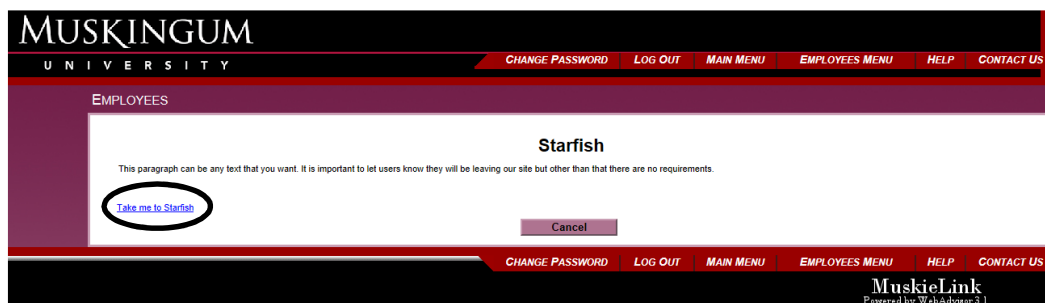 MUSKINGUM
UNIVERSITY
CHANGE PASSWORD LOG OUT MAIN MENU EMPLOYEES MENU HELP CONTACT US
EMPLOYEES
Starfish
This paragraph can be any text that you want. It is important to let users know they will be leaving our site but other than that there are no requirements.
Take me to Starfish
Cancel
CHANGE PASSWORD LOG OUT MAIN MENU EMPLOYEES MENU HELP CONTACT US
MuskieLink
Powered by WebAdvisor 3.1